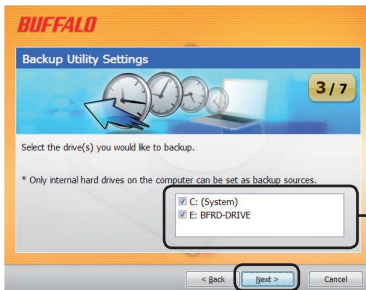 BUFFALO
Backup Utility Settings
3 / 7
Select the drive(s) you would like to backup.
* Only internal hard drives on the computer can be set as backup sources.
C: (System)
E: BFRD-DRIVE
< Back
Next >
Cancel